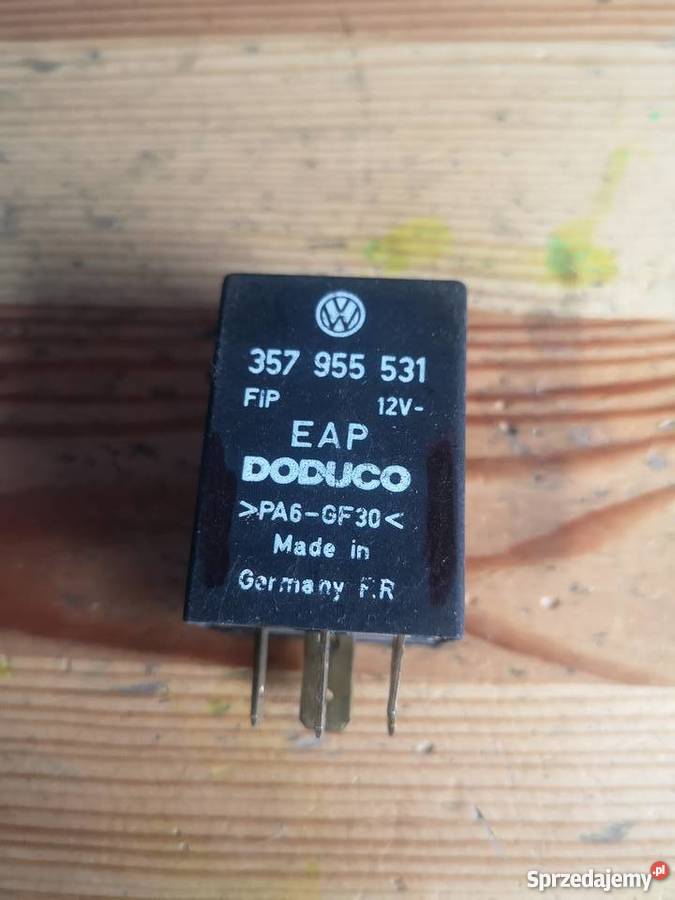 VW
357 955 531
FiP 12V-
EAP
DODUCO
>PA6-GF30<
Made in
Germany F.R
Sprzedajemy.pl